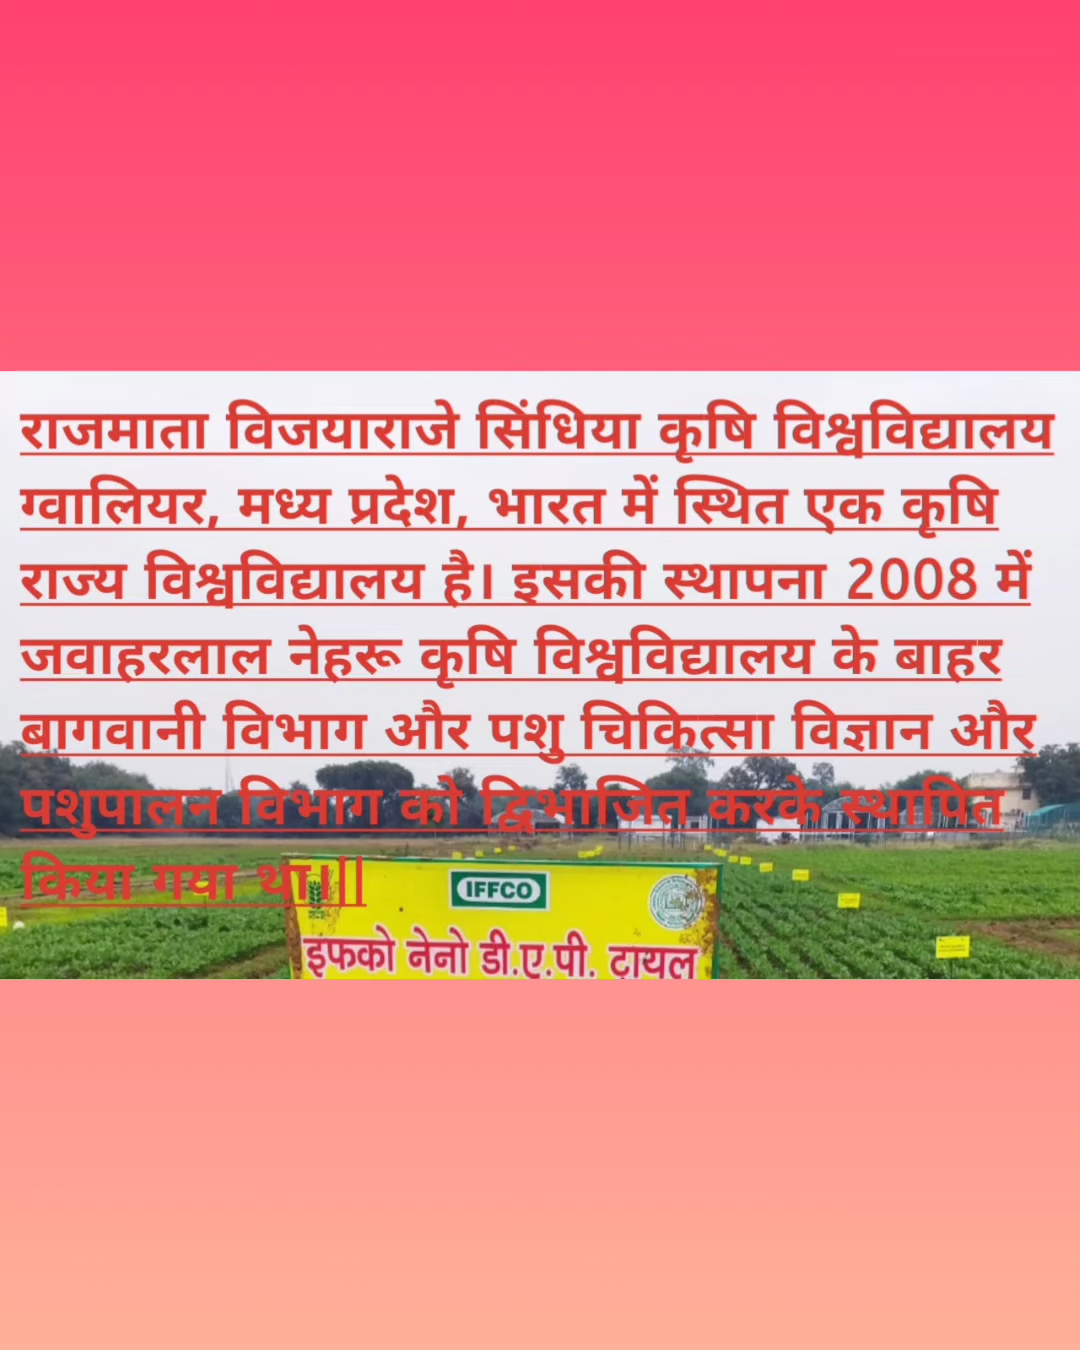 राजमाता विजयाराजे सिंधिया कृषि विश्वविद्यालय
ग्वालियर, मध्य प्रदेश, भारत में स्थित एक कृषि
राज्य विश्वविद्यालय है। इसकी स्थापना 2008 में
जवाहरलाल नेहरू कृषि विश्वविद्यालय के बाहर
बागवानी विभाग और पशु चिकित्सा विज्ञान और
पशुपालन विभाग को द्विभाजित करके स्थापित
किया गया था।||
IFFCO
इफको नेनो डी.ए.पी. ट्रायल